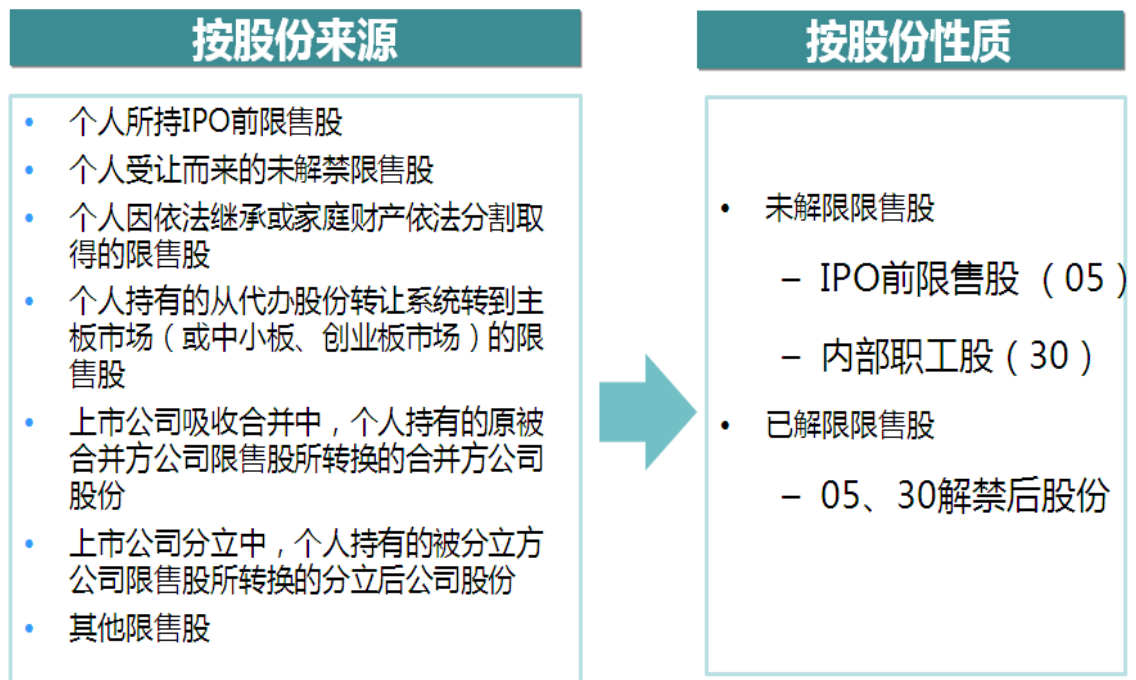 按股份来源
• 个人所持IPO前限售股
• 个人受让而来的未解禁限售股
• 个人因依法继承或家庭财产依法分割取
得的限售股
• 个人持有的从代办股份转让系统转到主
板市场（或中小板、创业板市场）的限
售股
• 上市公司吸收合并中，个人持有的原被
合并方公司限售股所转换的合并方公司
股份
• 上市公司分立中，个人持有的被分立方
公司限售股所转换的分立后公司股份
• 其他限售股
按股份性质
• 未解限限售股
– IPO前限售股 （05）
– 内部职工股（30）
• 已解限限售股
– 05、30解禁后股份